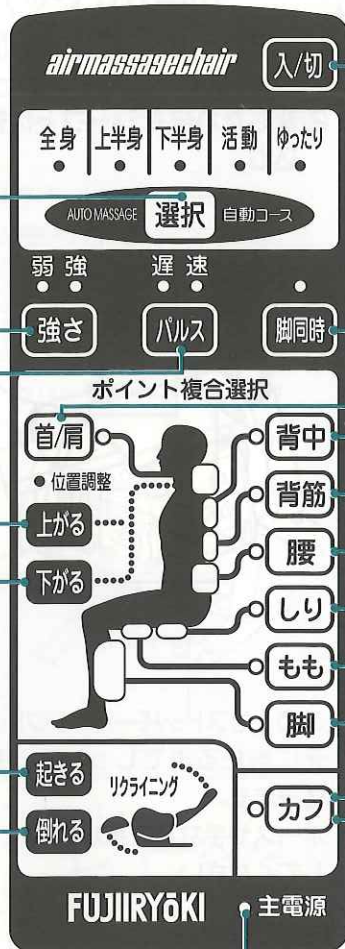 airmassagechair
入/切
全身 上半身 下半身 活動 ゆったり
AUTO MASSAGE 選択 自動コース
弱 強 遅 速
強さ パルス 脚同時
ポイント複合選択
首/肩 背中
位置調整
背筋
上がる
腰
下がる
しり
もも
脚
起きる
リクライニング
倒れる
カフ
FUJIIRYōKI 主電源